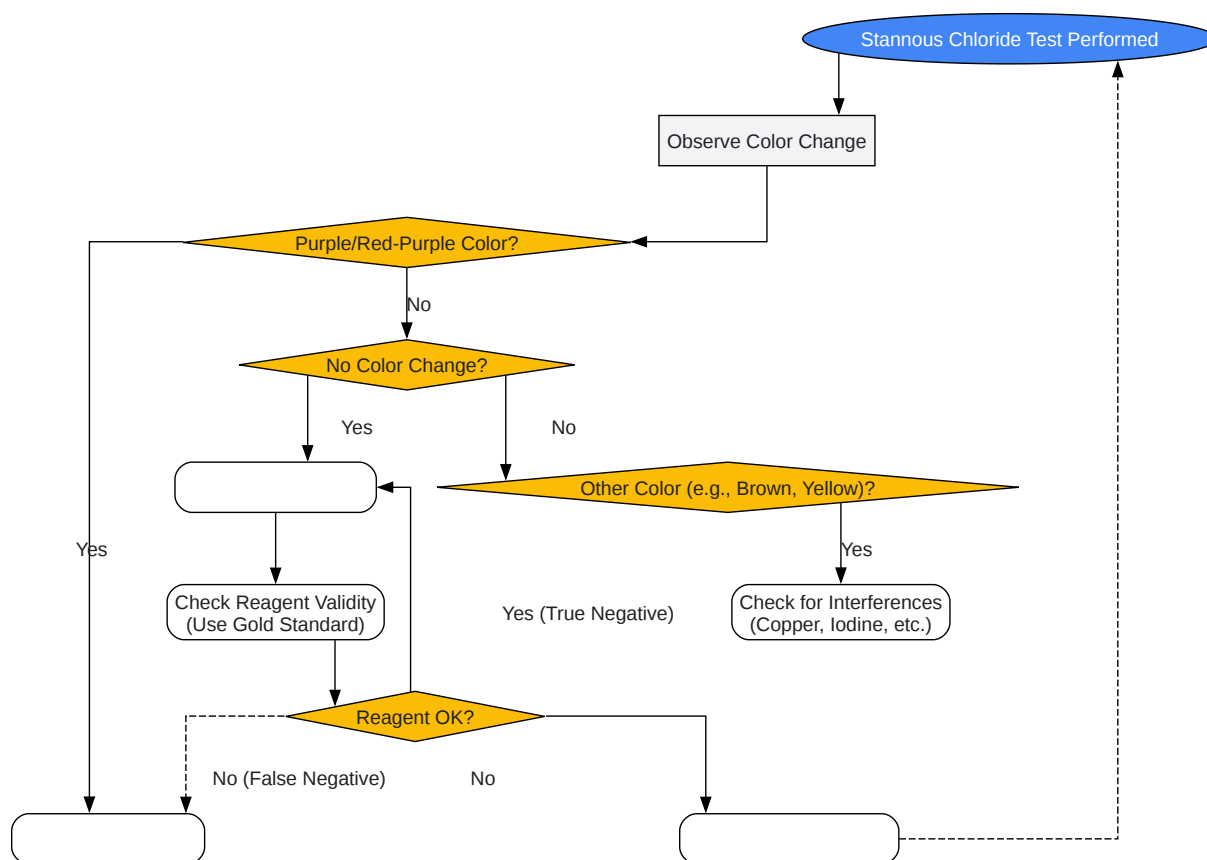 Stannous Chloride Test Performed
Observe Color Change
Purple/Red-Purple Color?
No
No Color Change?
Yes
No
Other Color (e.g., Brown, Yellow)?
Yes
Yes
Check Reagent Validity
(Use Gold Standard)
Yes (True Negative)
Check for Interferences
(Copper, Iodine, etc.)
Reagent OK?
No (False Negative)
No